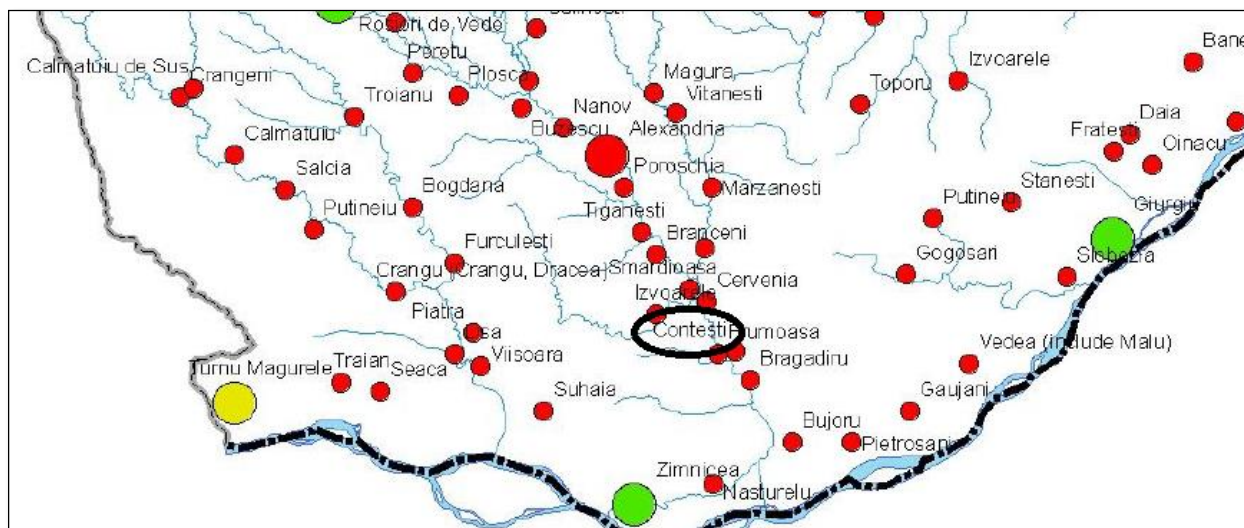 Rosiori de Vede
Bane
Calmatuiu de Sus
Crangeni
Peretu
Plosca
Magura
Izvoarele
Troianu
Vitanesti
Toporu
Nanov
Daia
Buzescu
Alexandria
Fratesti
Oinacu
Calmatuiu
Salcia
Poroschia
Bogdana
Marzanesti
Stanesti
Putineiu
Putineiu
Tiganesti
Giurgiu
Furculesti
Branceni
Gogosari
Slobozia
Crangu (Crangu, Dracea)
Smardioasa
Cervenia
Izvoarele
Piatra
Contesti
Frumoasa
Lisa
Viisoara
Bragadiru
Vedea (include Malu)
Turnu Magurele
Traian
Seaca
Gaujani
Suhaia
Bujoru
Pietrosani
Zimnicea
Nasturelu